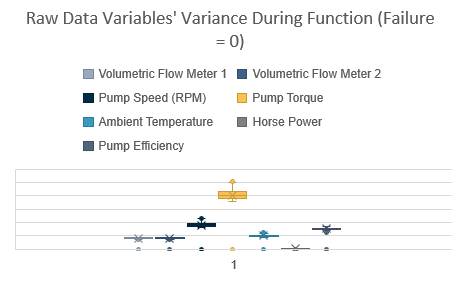 Raw Data Variables' Variance During Function (Failure
= 0)
Volumetric Flow Meter 1 Volumetric Flow Meter 2
Pump Speed (RPM) Pump Torque
Ambient Temperature Horse Power
Pump Efficiency
1